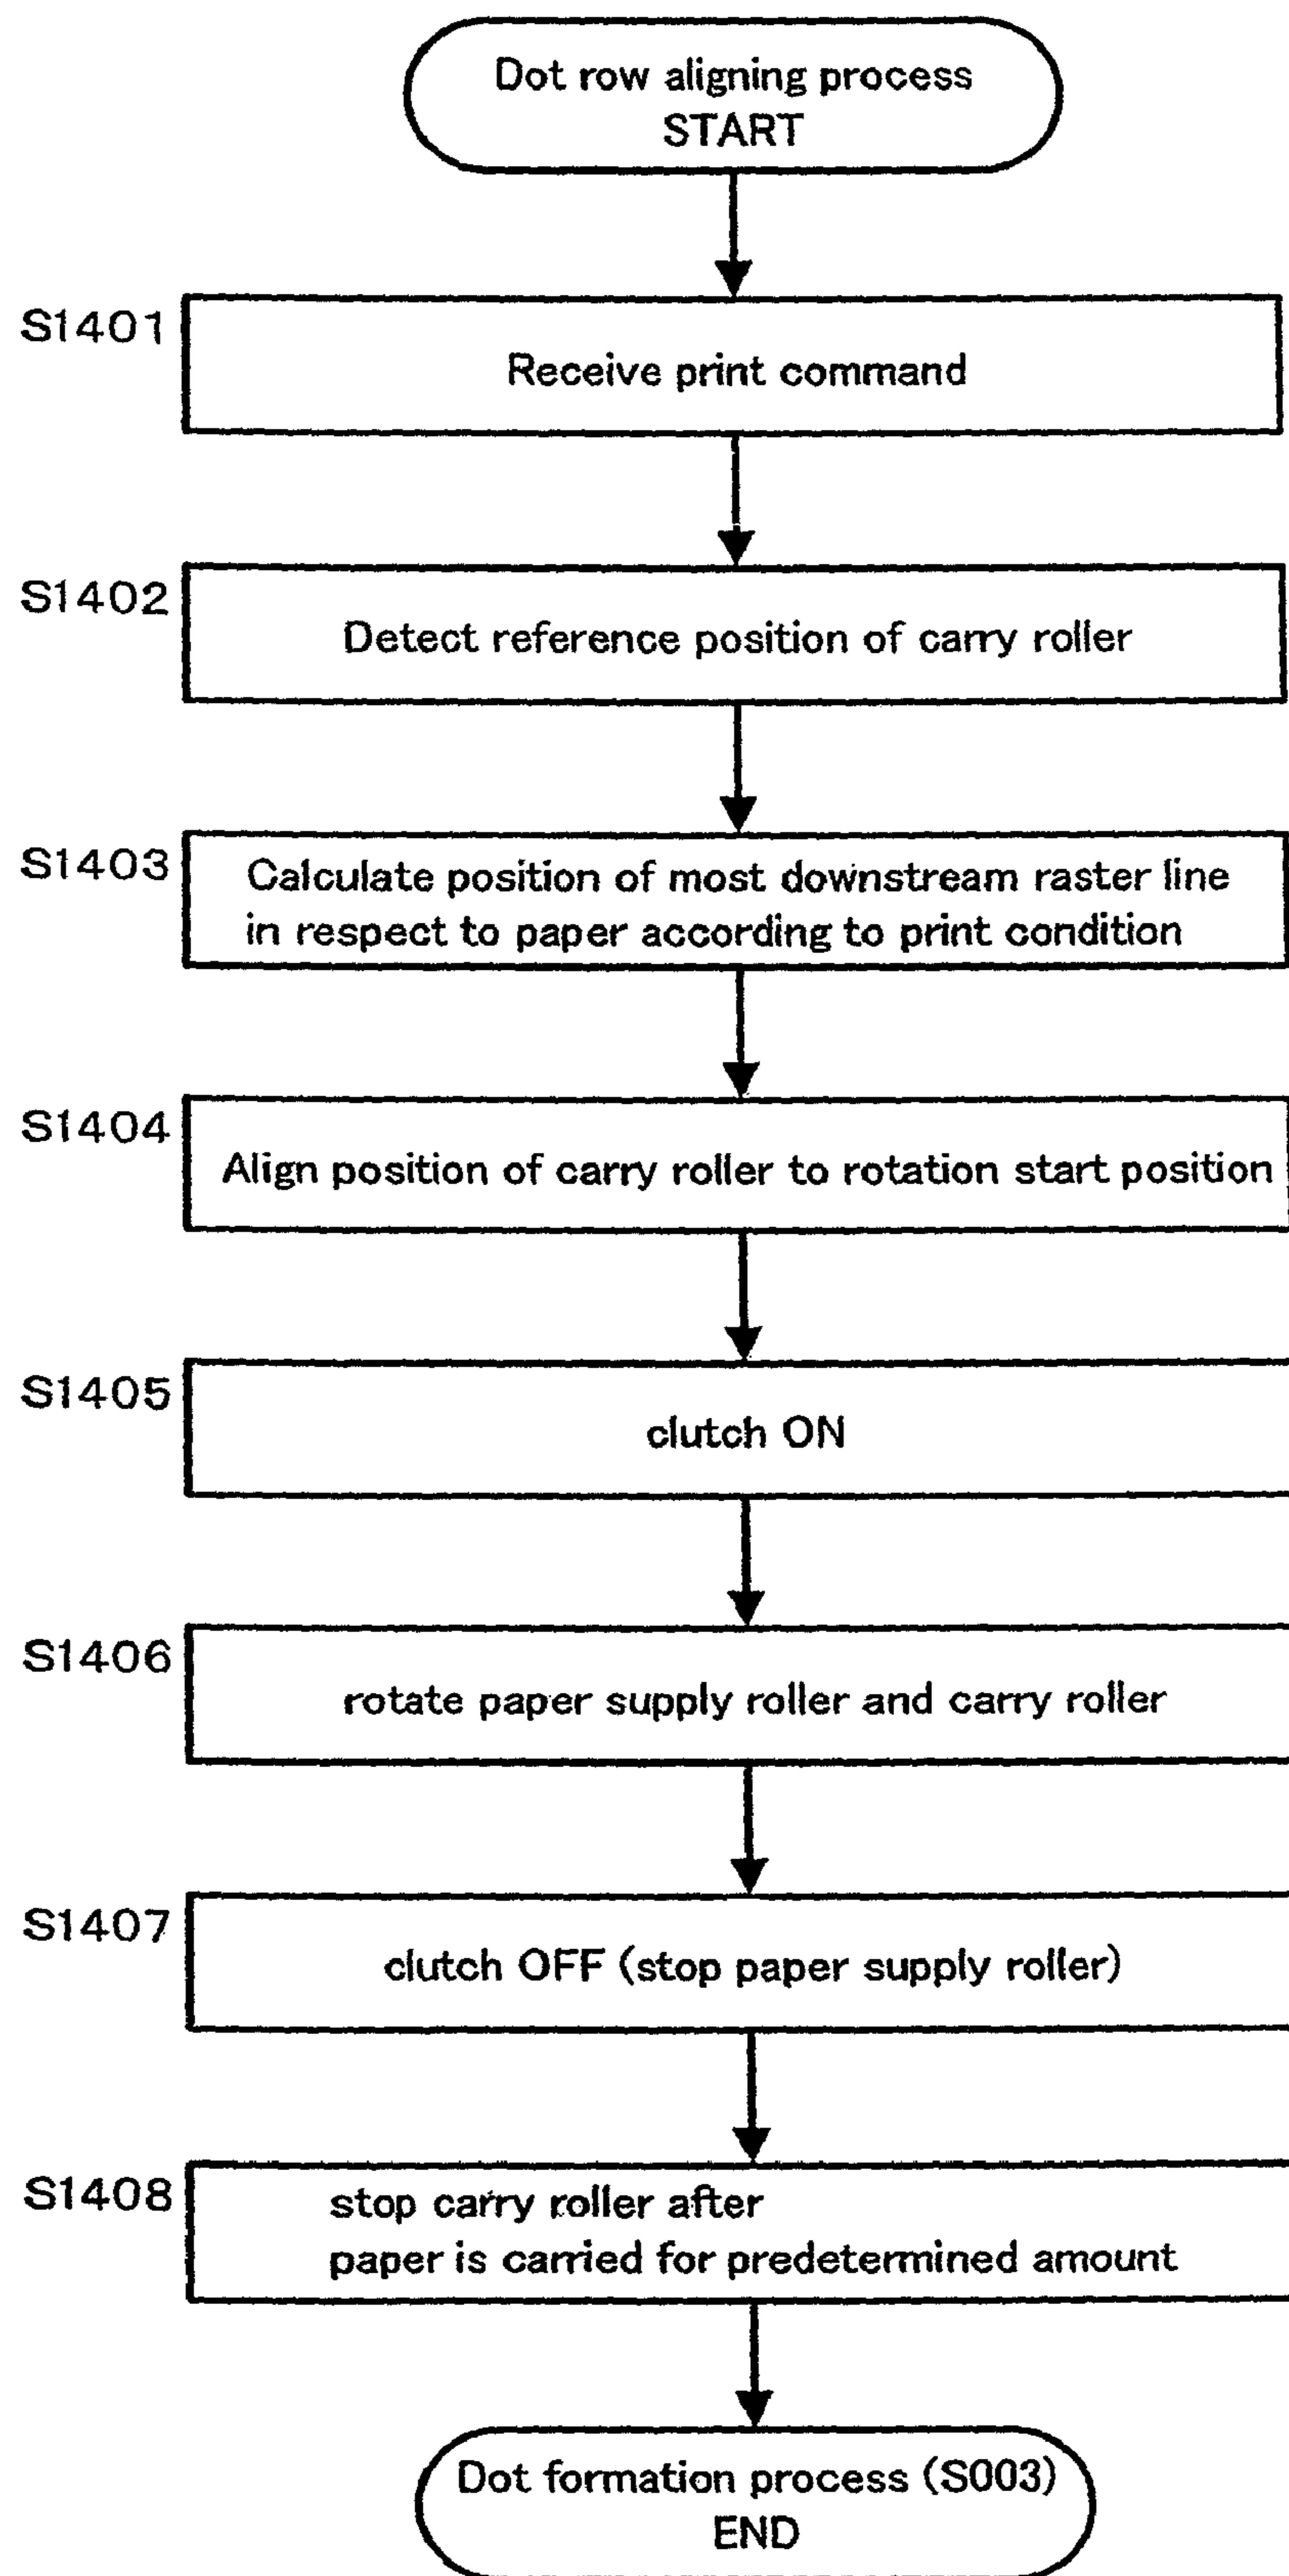 Dot row aligning process
START
S1401
Receive print command
S1402
Detect reference position of carry roller
S1403
Calculate position of most downstream raster line
in respect to paper according to print condition
S1404
Align position of carry roller to rotation start position
S1405
clutch ON
S1406
rotate paper supply roller and carry roller
S1407
clutch OFF (stop paper supply roller)
S1408
stop carry roller after
paper is carried for predetermined amount
Dot formation process (S003)
END